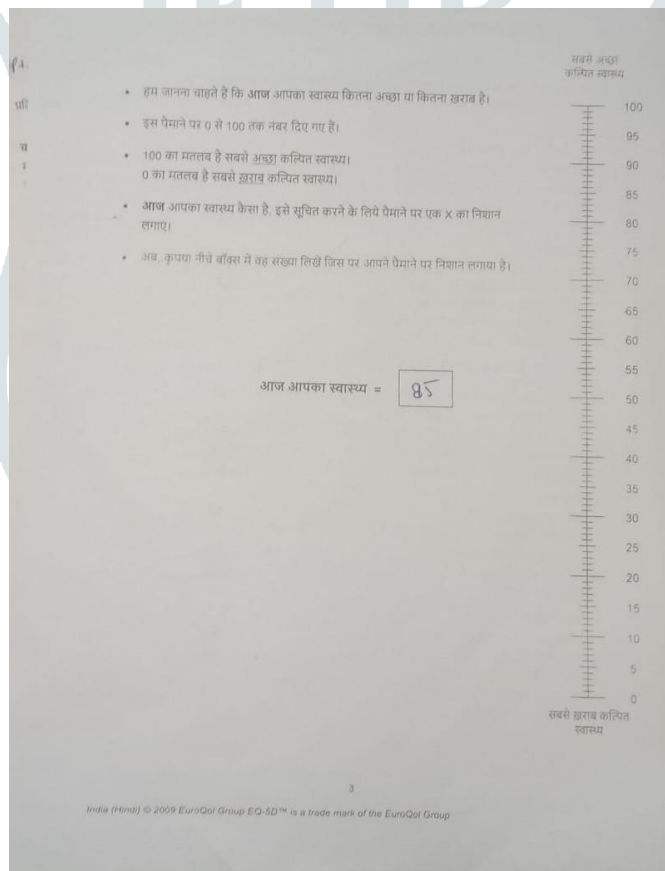 सबसे अच्छा
कल्पित स्वास्थ्य
• हम जानना चाहते है कि आज आपका स्वास्थ्य कितना अच्छा या कितना खराब है।
• इस पैमाने पर 0 से 100 तक नंबर दिए गए हैं।
• 100 का मतलब है सबसे अच्छा कल्पित स्वास्थ्य।
0 का मतलब है सबसे ख़राब कल्पित स्वास्थ्य।
• आज आपका स्वास्थ्य कैसा है, इसे सूचित करने के लिये पैमाने पर एक X का निशान
लगाएं।
• अब, कृपया नीचे बॉक्स में वह संख्या लिखें जिस पर आपने पैमाने पर निशान लगाया है।
आज आपका स्वास्थ्य = 85
100
95
90
85
80
75
70
65
60
55
50
45
40
35
30
25
20
15
10
5
0
सबसे ख़राब कल्पित
स्वास्थ्य
3
India (Hindi) © 2009 EuroQol Group EQ-5D™ is a trade mark of the EuroQol Group